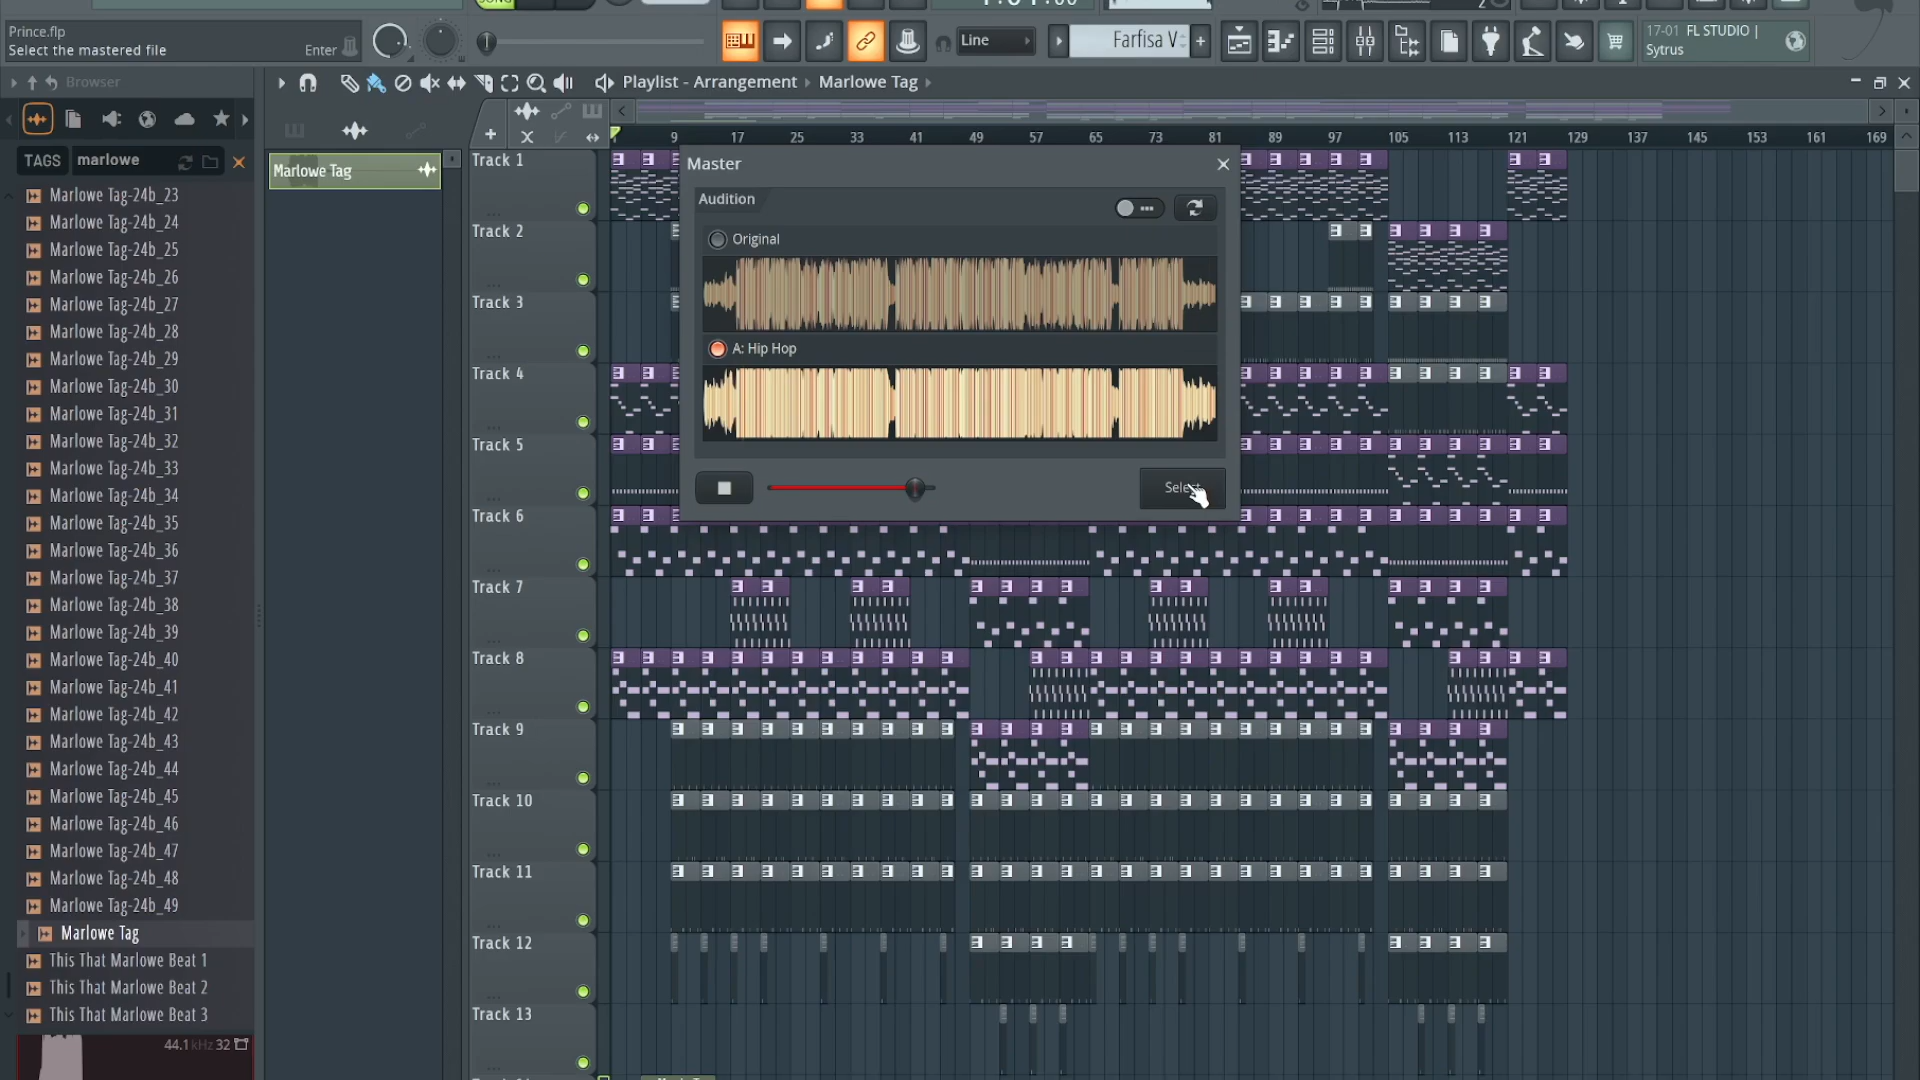 Prince.flp
Select the mastered file
Enter
Line
Farfisa V
17-01 FL STUDIO |
Sytrus
Browser
Playlist - Arrangement
Marlowe Tag
TAGS
marlowe
Marlowe Tag
9 17 25 33 41 49 57 65 73 81 89 97 105 113 121 129 137 145 153 161 169
Marlowe Tag-24b_23
Marlowe Tag-24b_24
Marlowe Tag-24b_25
Marlowe Tag-24b_26
Marlowe Tag-24b_27
Marlowe Tag-24b_28
Marlowe Tag-24b_29
Marlowe Tag-24b_30
Marlowe Tag-24b_31
Marlowe Tag-24b_32
Marlowe Tag-24b_33
Marlowe Tag-24b_34
Marlowe Tag-24b_35
Marlowe Tag-24b_36
Marlowe Tag-24b_37
Marlowe Tag-24b_38
Marlowe Tag-24b_39
Marlowe Tag-24b_40
Marlowe Tag-24b_41
Marlowe Tag-24b_42
Marlowe Tag-24b_43
Marlowe Tag-24b_44
Marlowe Tag-24b_45
Marlowe Tag-24b_46
Marlowe Tag-24b_47
Marlowe Tag-24b_48
Marlowe Tag-24b_49
Marlowe Tag
This That Marlowe Beat 1
This That Marlowe Beat 2
This That Marlowe Beat 3
44.1kHz 32
Track 1
Track 2
Track 3
Track 4
Track 5
Track 6
Track 7
Track 8
Track 9
Track 10
Track 11
Track 12
Track 13
Master
Audition
Original
A: Hip Hop
Select